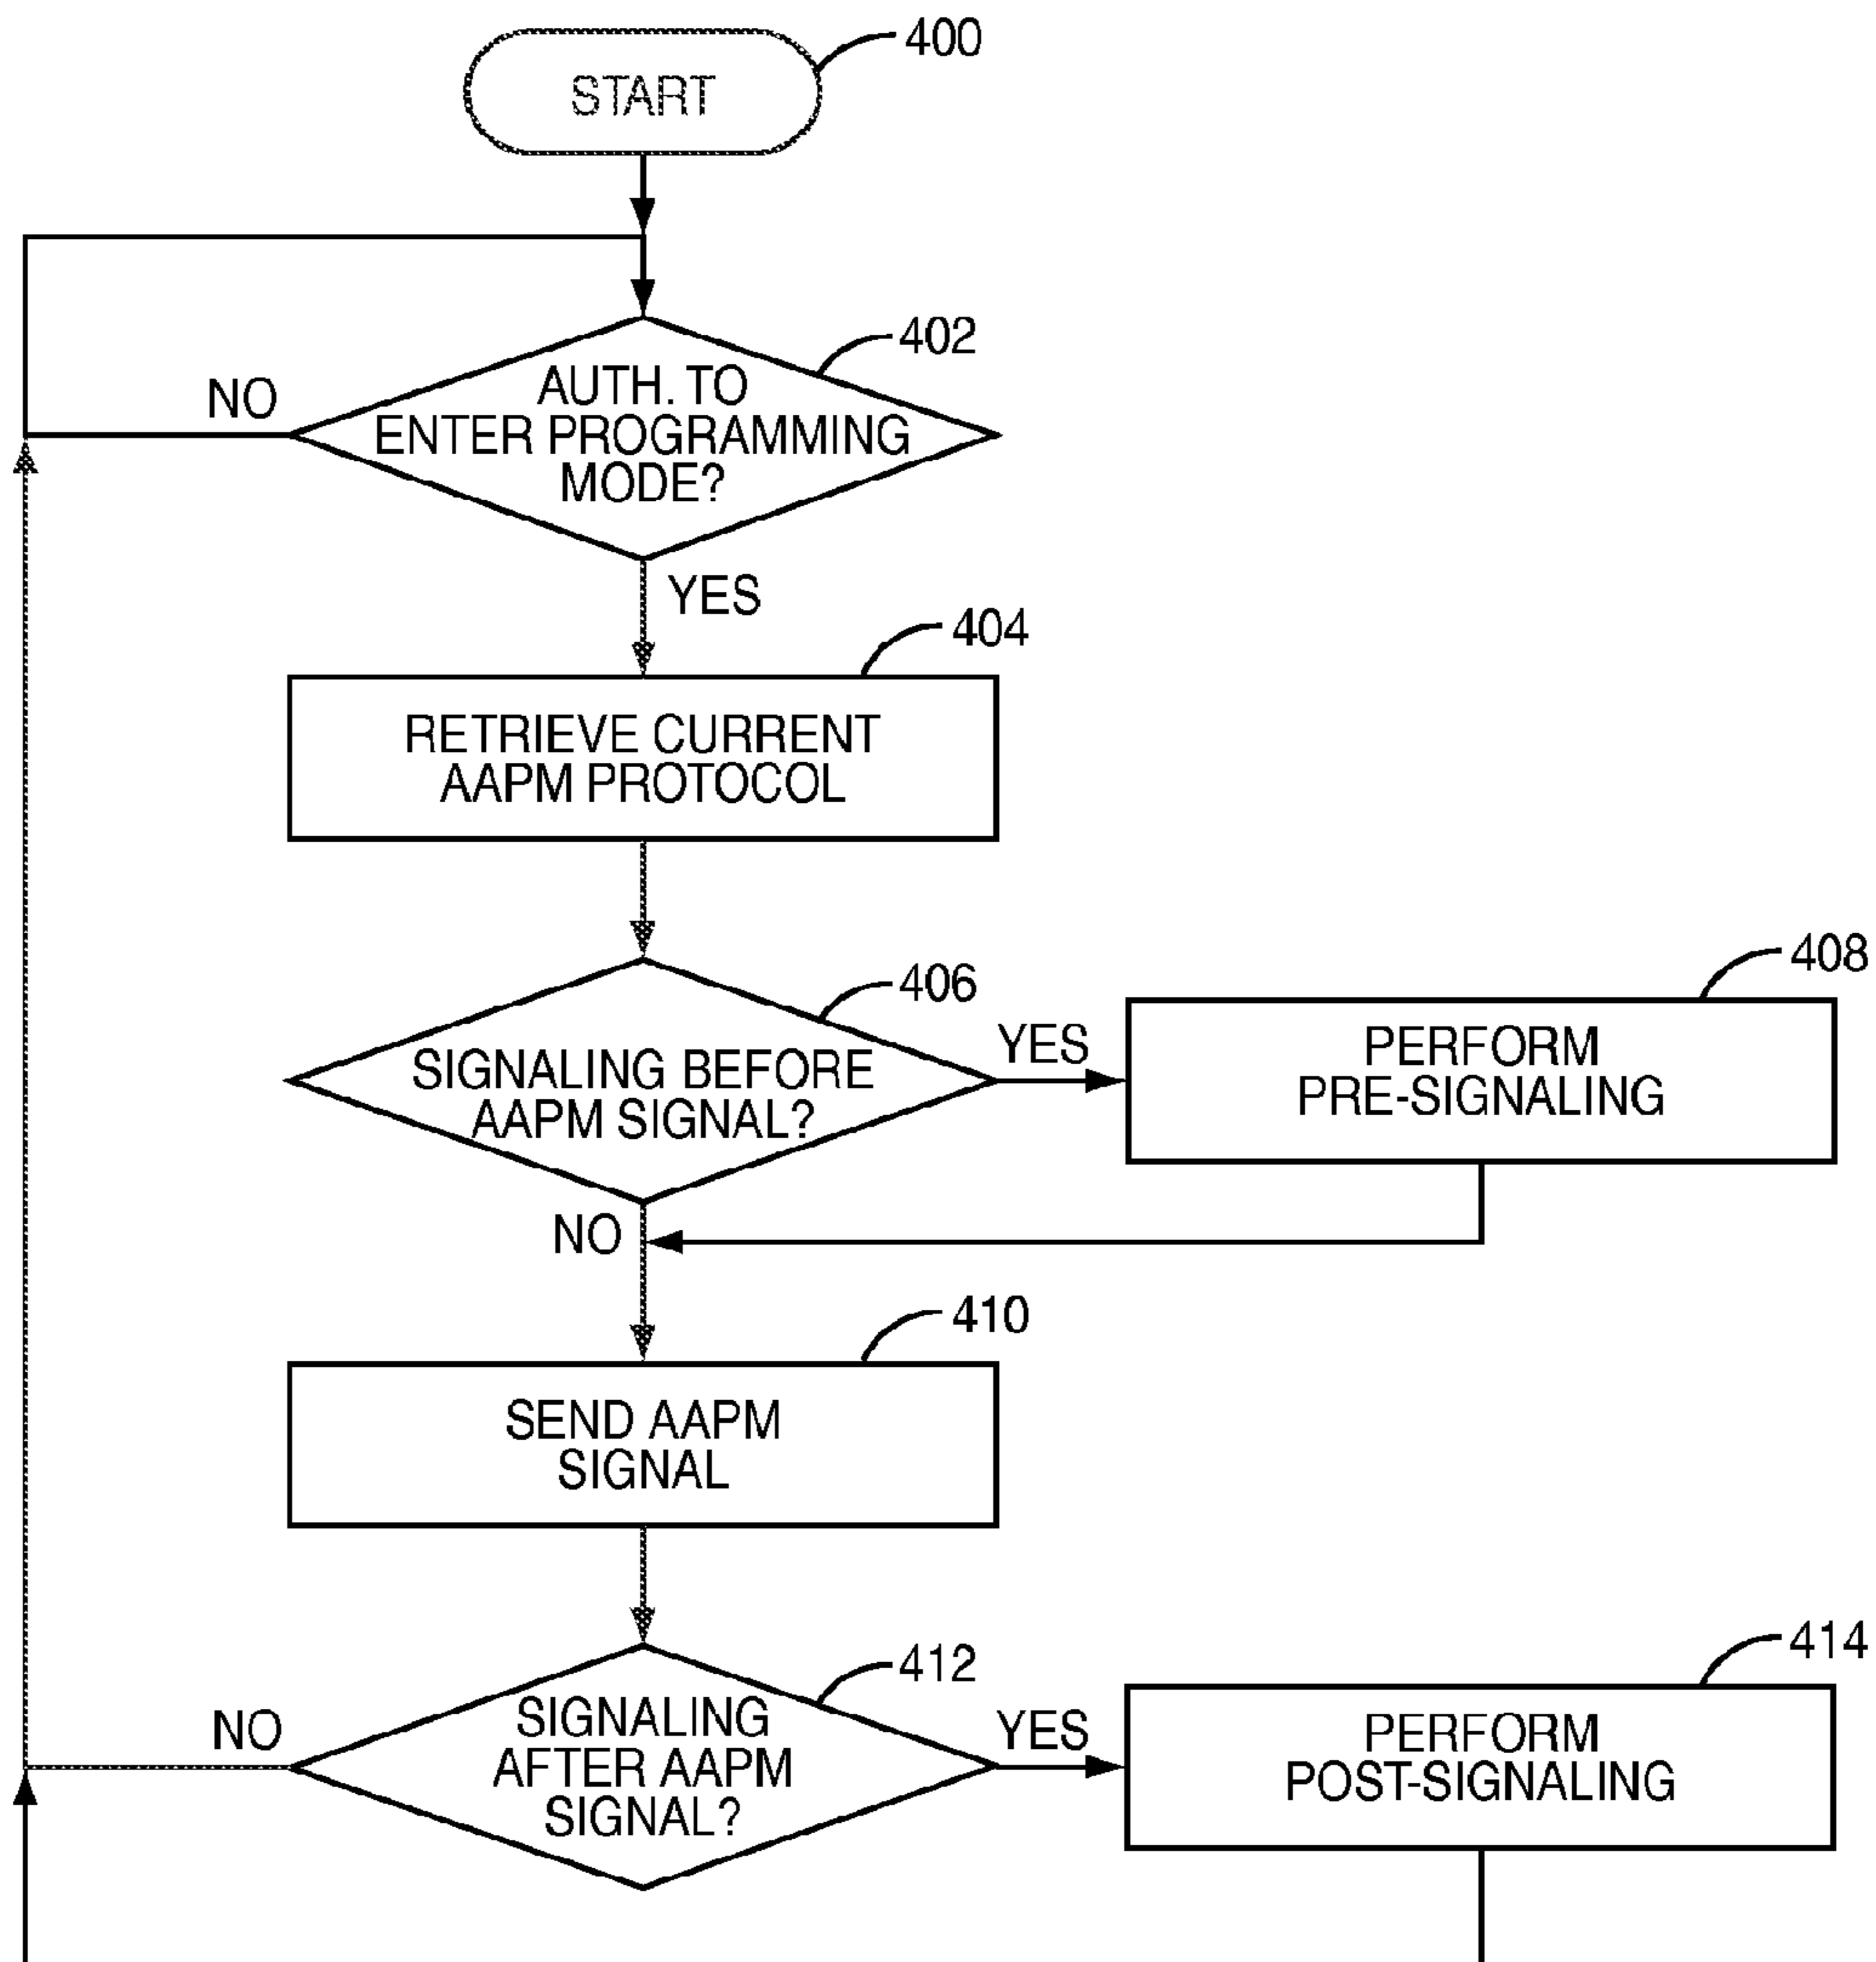 400
START
402
AUTH. TO
ENTER PROGRAMMING
MODE?
NO
YES
404
RETRIEVE CURRENT
AAPM PROTOCOL
406
SIGNALING BEFORE
AAPM SIGNAL?
YES
408
PERFORM
PRE-SIGNALING
NO
410
SEND AAPM
SIGNAL
412
SIGNALING
AFTER AAPM
SIGNAL?
NO
YES
414
PERFORM
POST-SIGNALING